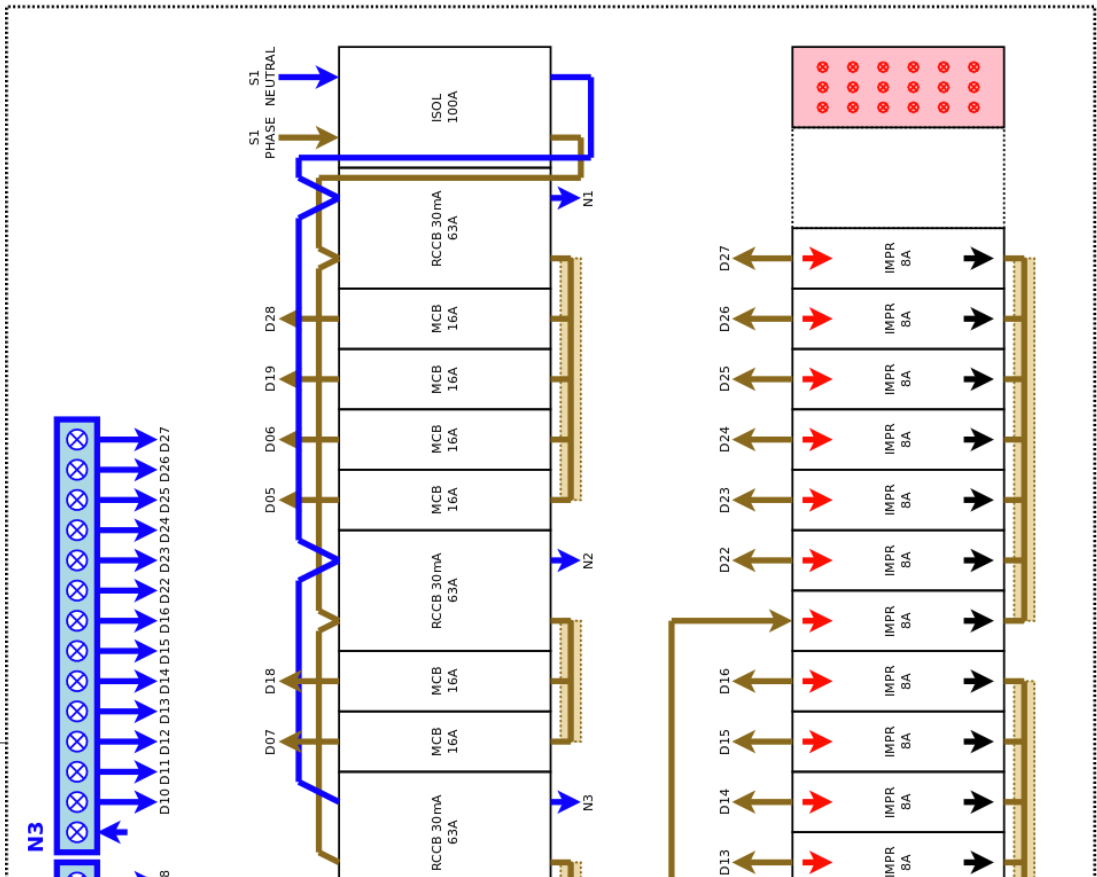 S1
NEUTRAL
S1
PHASE
ISOL
100A
RCCB 30mA
63A
N1
MCB
16A
D28
MCB
16A
D19
MCB
16A
D06
MCB
16A
D05
RCCB 30mA
63A
N2
MCB
16A
D18
MCB
16A
D07
RCCB 30mA
63A
N3
D27
D26
D25
D24
D23
D22
D16
D15
D14
D13
D12
D11
D10
N3
8
D27
IMPR
8A
D26
IMPR
8A
D25
IMPR
8A
D24
IMPR
8A
D23
IMPR
8A
D22
IMPR
8A
IMPR
8A
D16
IMPR
8A
D15
IMPR
8A
D14
IMPR
8A
D13
IMPR
8A